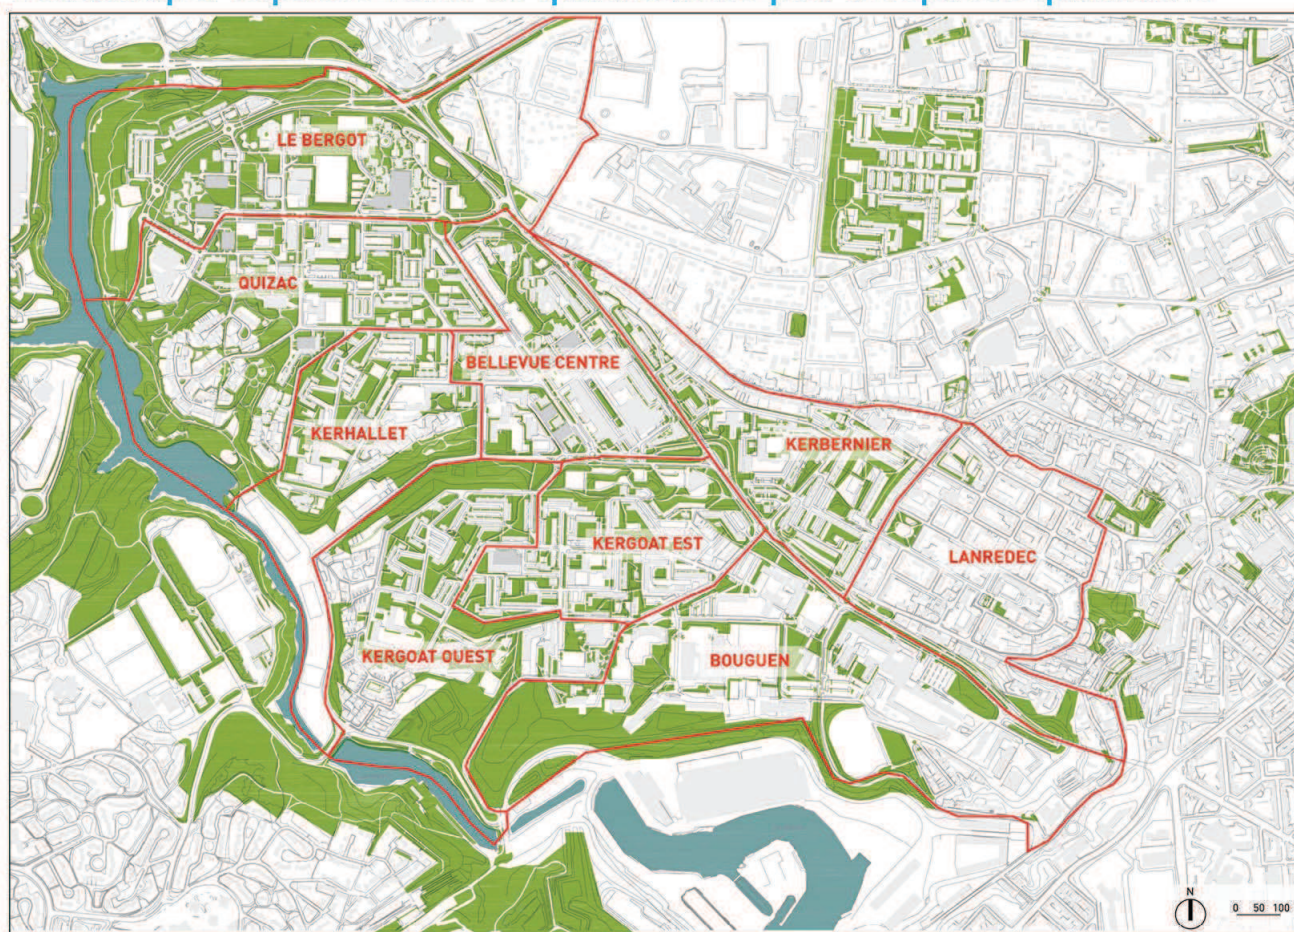 LE BERGOT
QUIZAC
BELLEVUE CENTRE
KERHALLET
KERBERNIER
KERGOAT EST
LANREDEC
KERGOAT OUEST
BOUGUEN
N
0 50 100